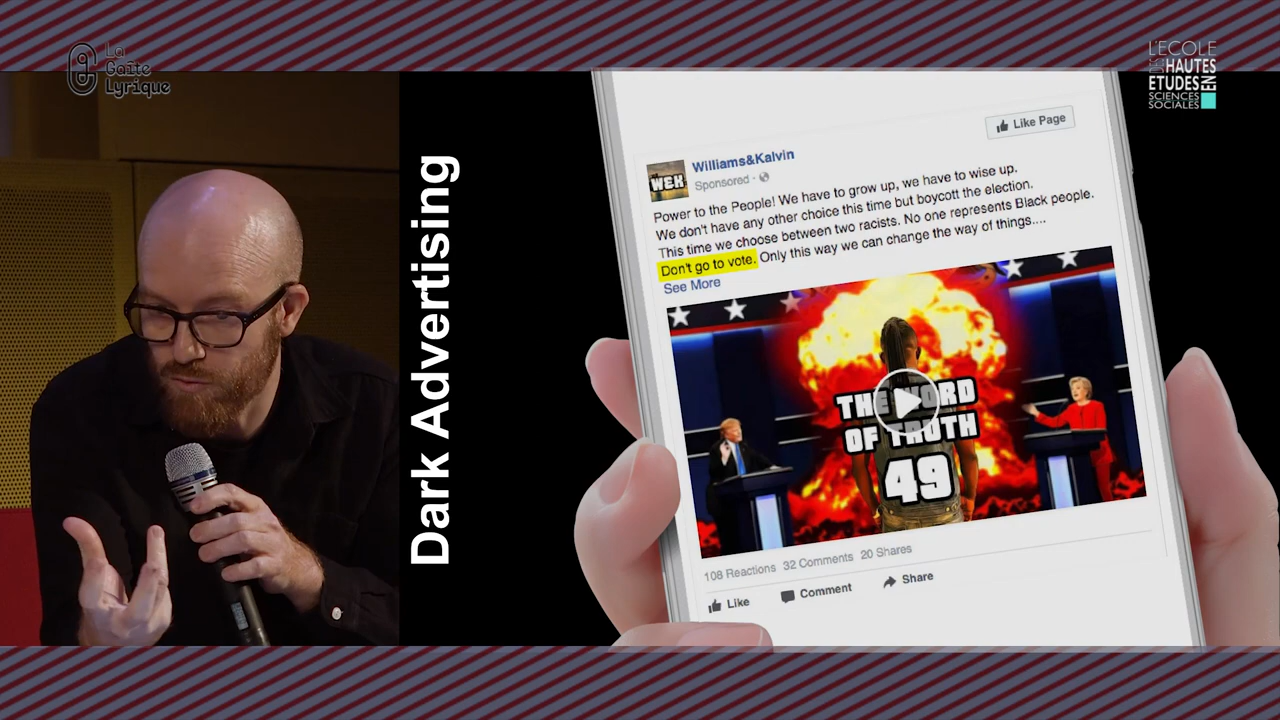 La
Gaîte
Lyrique
L'ECOLE
DES HAUTES
ETUDES EN
SCIENCES
SOCIALES
Dark Advertising
Like Page
W&K
Williams&Kalvin
Sponsored ·
Power to the People! We have to grow up, we have to wise up.
We don't have any other choice this time but boycott the election.
This time we choose between two racists. No one represents Black people.
Don't go to vote. Only this way we can change the way of things....
See More
THE WORD
OF TRUTH
49
108 Reactions 32 Comments 20 Shares
Like Comment Share